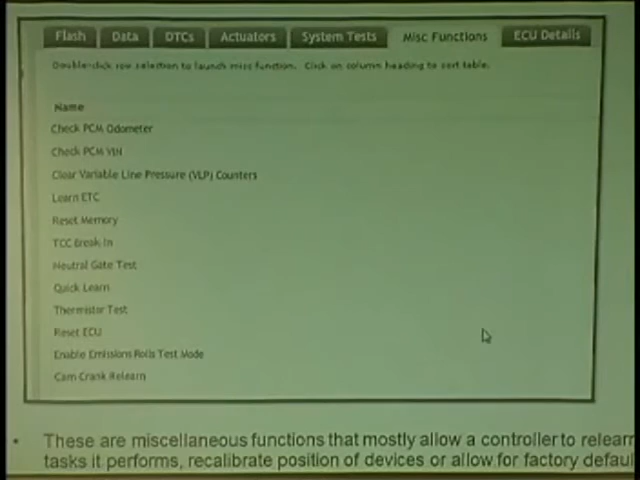 Flash Data DTCs Actuators System Tests Misc Functions ECU Details
Double-click row selection to launch misc function. Click on column heading to sort table.
Name
Check PCM Odometer
Check PCM VIN
Clear Variable Line Pressure (VLP) Counters
Learn ETC
Reset Memory
TCC Break In
Neutral Gate Test
Quick Learn
Thermistor Test
Reset ECU
Enable Emissions Rolls Test Mode
Cam Crank Relearn
• These are miscellaneous functions that mostly allow a controller to relearn
tasks it performs, recalibrate position of devices or allow for factory defaul